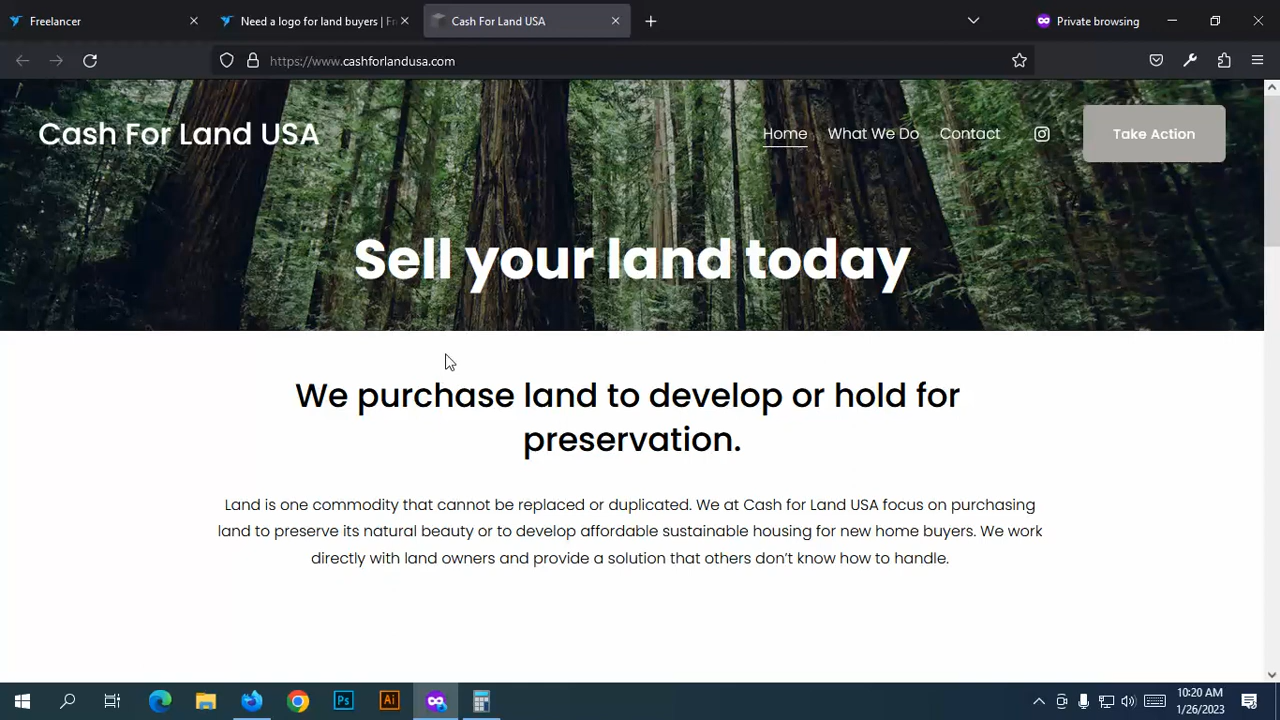 Freelancer
Need a logo for land buyers | Fr
Cash For Land USA
Private browsing
https://www.cashforlandusa.com
Cash For Land USA
Home
What We Do
Contact
Take Action
Sell your land today
We purchase land to develop or hold for
preservation.
Land is one commodity that cannot be replaced or duplicated. We at Cash for Land USA focus on purchasing
land to preserve its natural beauty or to develop affordable sustainable housing for new home buyers. We work
directly with land owners and provide a solution that others don’t know how to handle.
Ps
Ai
10:20 AM
1/26/2023